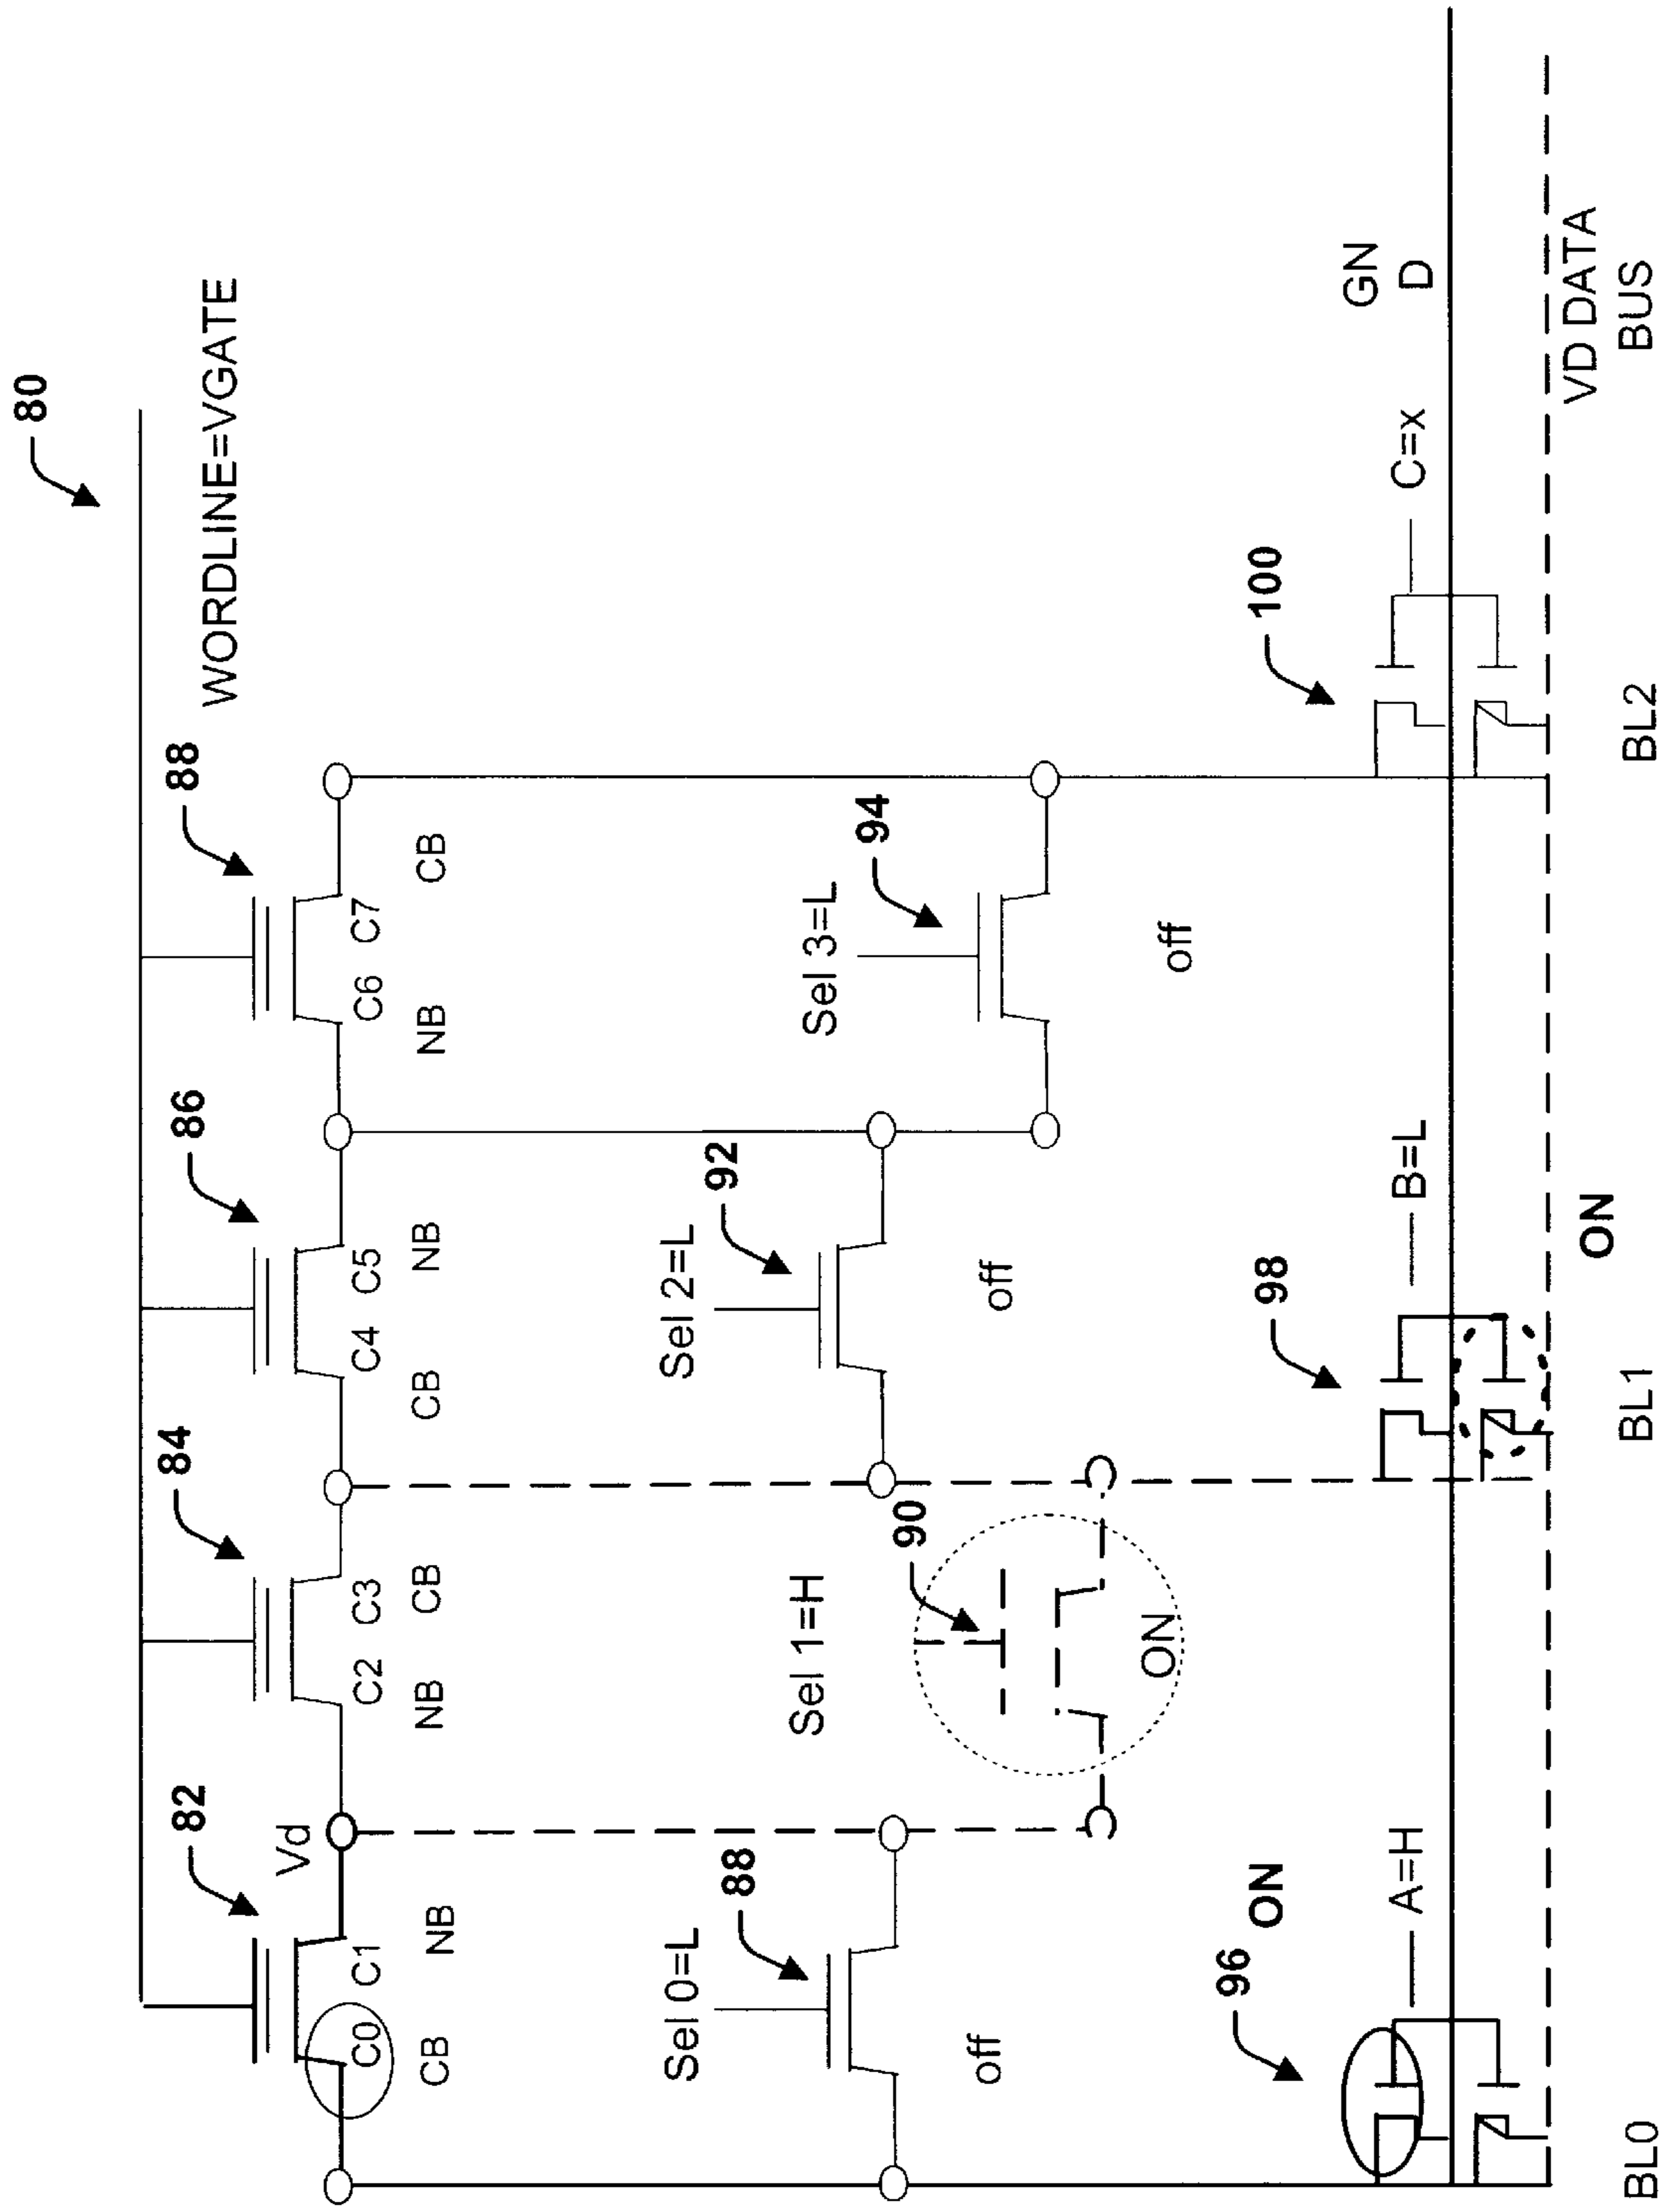 80
WORDLINE=VGATE
82
84
86
88
Vd
C0 C1
C2 C3
C4 C5
C6 C7
CB NB
NB CB
CB NB
NB CB
Sel 0=L
88
off
Sel 1=H
90
ON
Sel 2=L
92
off
Sel 3=L
94
off
96
ON
A=H
98
B=L
100
C=x
GN
D
VD DATA
BUS
ON
BL0
BL1
BL2